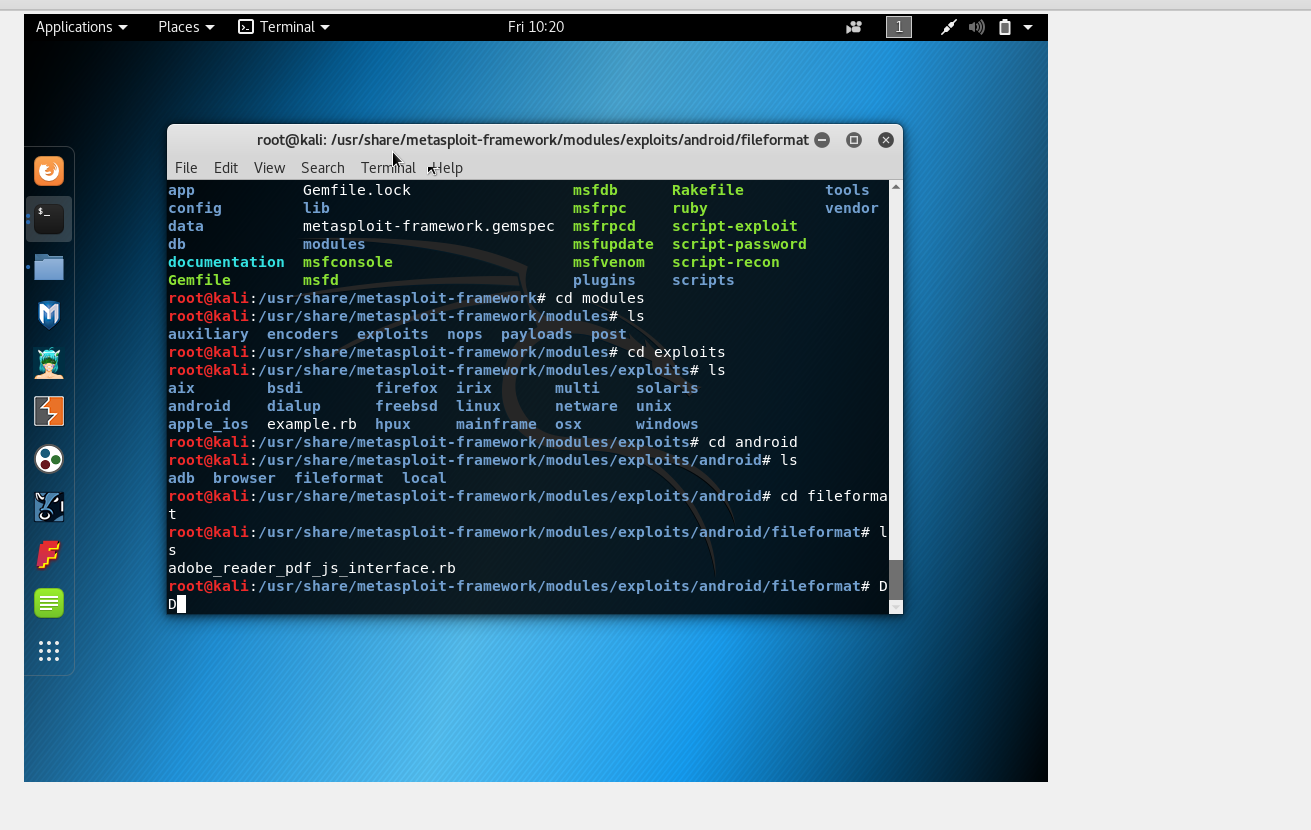 Applications Places Terminal Fri 10:20 1
root@kali: /usr/share/metasploit-framework/modules/exploits/android/fileformat
File Edit View Search Terminal Help
app Gemfile.lock msfdb Rakefile tools
config lib msfrpc ruby vendor
data metasploit-framework.gemspec msfrpcd script-exploit
db modules msfupdate script-password
documentation msfconsole msfvenom script-recon
Gemfile msfd plugins scripts
root@kali:/usr/share/metasploit-framework# cd modules
root@kali:/usr/share/metasploit-framework/modules# ls
auxiliary encoders exploits nops payloads post
root@kali:/usr/share/metasploit-framework/modules# cd exploits
root@kali:/usr/share/metasploit-framework/modules/exploits# ls
aix bsdi firefox irix multi solaris
android dialup freebsd linux netware unix
apple_ios example.rb hpux mainframe osx windows
root@kali:/usr/share/metasploit-framework/modules/exploits# cd android
root@kali:/usr/share/metasploit-framework/modules/exploits/android# ls
adb browser fileformat local
root@kali:/usr/share/metasploit-framework/modules/exploits/android# cd fileforma
t
root@kali:/usr/share/metasploit-framework/modules/exploits/android/fileformat# l
s
adobe_reader_pdf_js_interface.rb
root@kali:/usr/share/metasploit-framework/modules/exploits/android/fileformat# D
D
$_